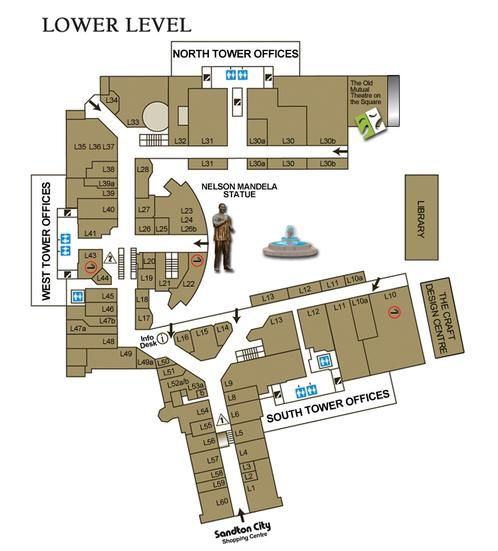 LOWER LEVEL
NORTH TOWER OFFICES
The Old
Mutual
Theatre on
the Square
L34
L33
L32
L31
L30a
L30
L30b
L35
L36
L37
L31
L30a
L30
L30b
L38
L39a
L39
L40
L41
L28
L27
L26
L25
L23
L24
L26b
NELSON MANDELA
STATUE
WEST TOWER OFFICES
LIBRARY
L43
L44
L20
L19
L21
L22
L18
L17
L45
L46
L47b
L47a
L48
L49
L49a
L50
Info
Desk
i
L16
L15
L14
L13
L12
L11
L10a
L13
L12
L11
L10a
L10
THE CRAFT
DESIGN CENTRE
L51
L52a/b
L53a
b
L54
L55
L56
L57
L58
L59
L60
L9
L8
L6
L5
L4
L3
L2
L1
SOUTH TOWER OFFICES
Sandton City
Shopping Centre